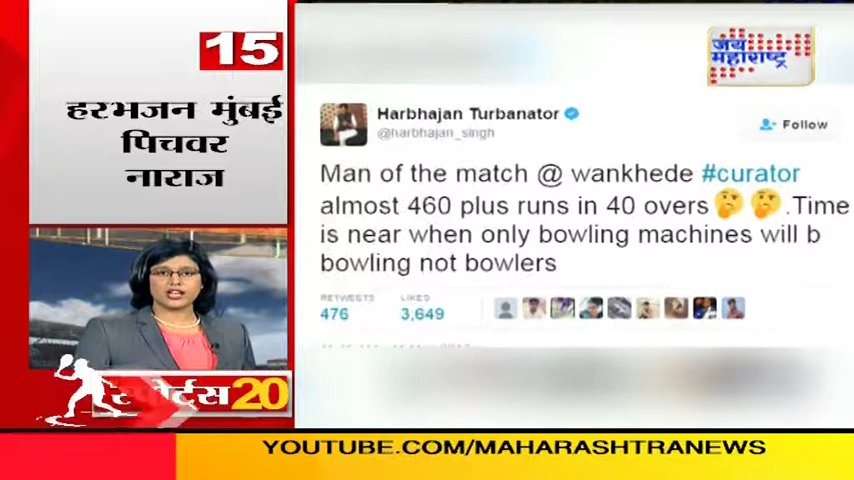 15
हरभजन मुंबई
पिचवर
नाराज
जय
महाराष्ट्र
Harbhajan Turbanator
@harbhajan_singh
Follow
Man of the match @ wankhede #curator
almost 460 plus runs in 40 overs🤔🤔.Time
is near when only bowling machines will b
bowling not bowlers
RETWEETS LIKED
476 3,649
स्पोर्ट्स 20
YOUTUBE.COM/MAHARASHTRANEWS